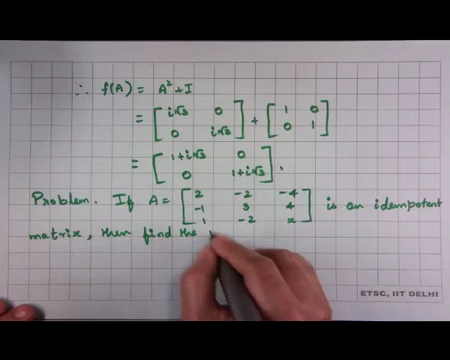 ∴ f(A) = A² + I
= [ i√3 0 ; 0 i√3 ] + [ 1 0 ; 0 1 ]
= [ 1+i√3 0 ; 0 1+i√3 ].
Problem. If A = [ 2 -2 -4 ; -1 3 4 ; 1 -2 x ] is an idempotent
matrix, then find the
ETSC, IIT DELHI